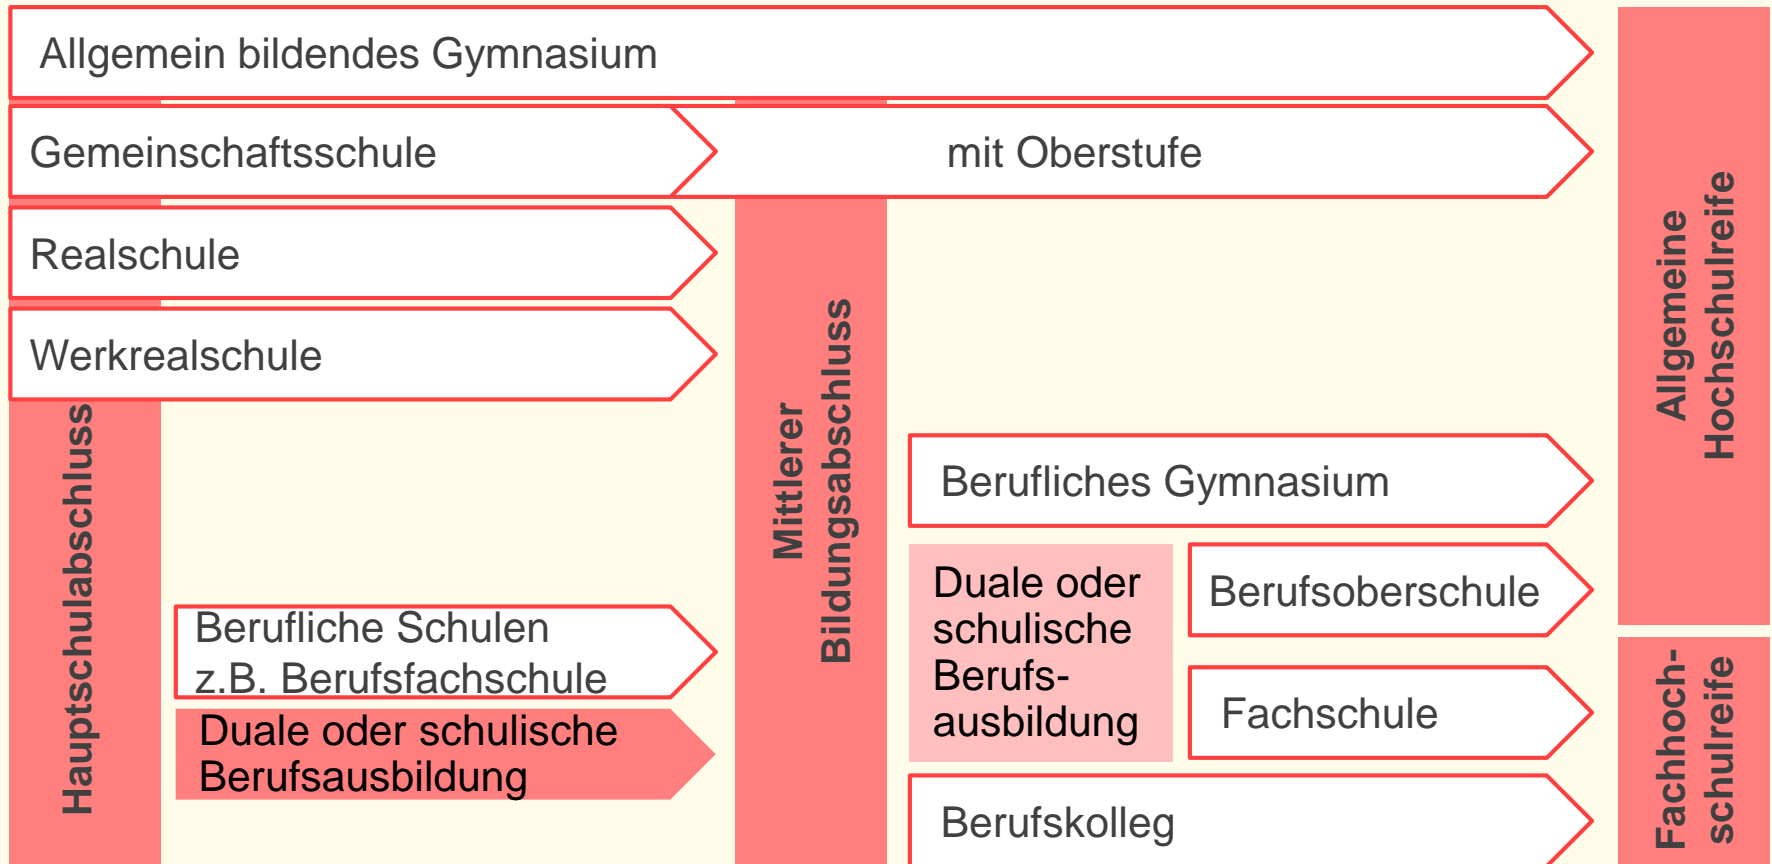 Allgemein bildendes Gymnasium
Gemeinschaftsschule
mit Oberstufe
Realschule
Werkrealschule
Hauptschulabschluss
Berufliche Schulen
z.B. Berufsfachschule
Duale oder schulische
Berufsausbildung
Mittlerer
Bildungsabschluss
Berufliches Gymnasium
Duale oder
schulische
Berufs-
ausbildung
Berufsoberschule
Fachschule
Berufskolleg
Allgemeine
Hochschulreife
Fachhoch-
schulreife